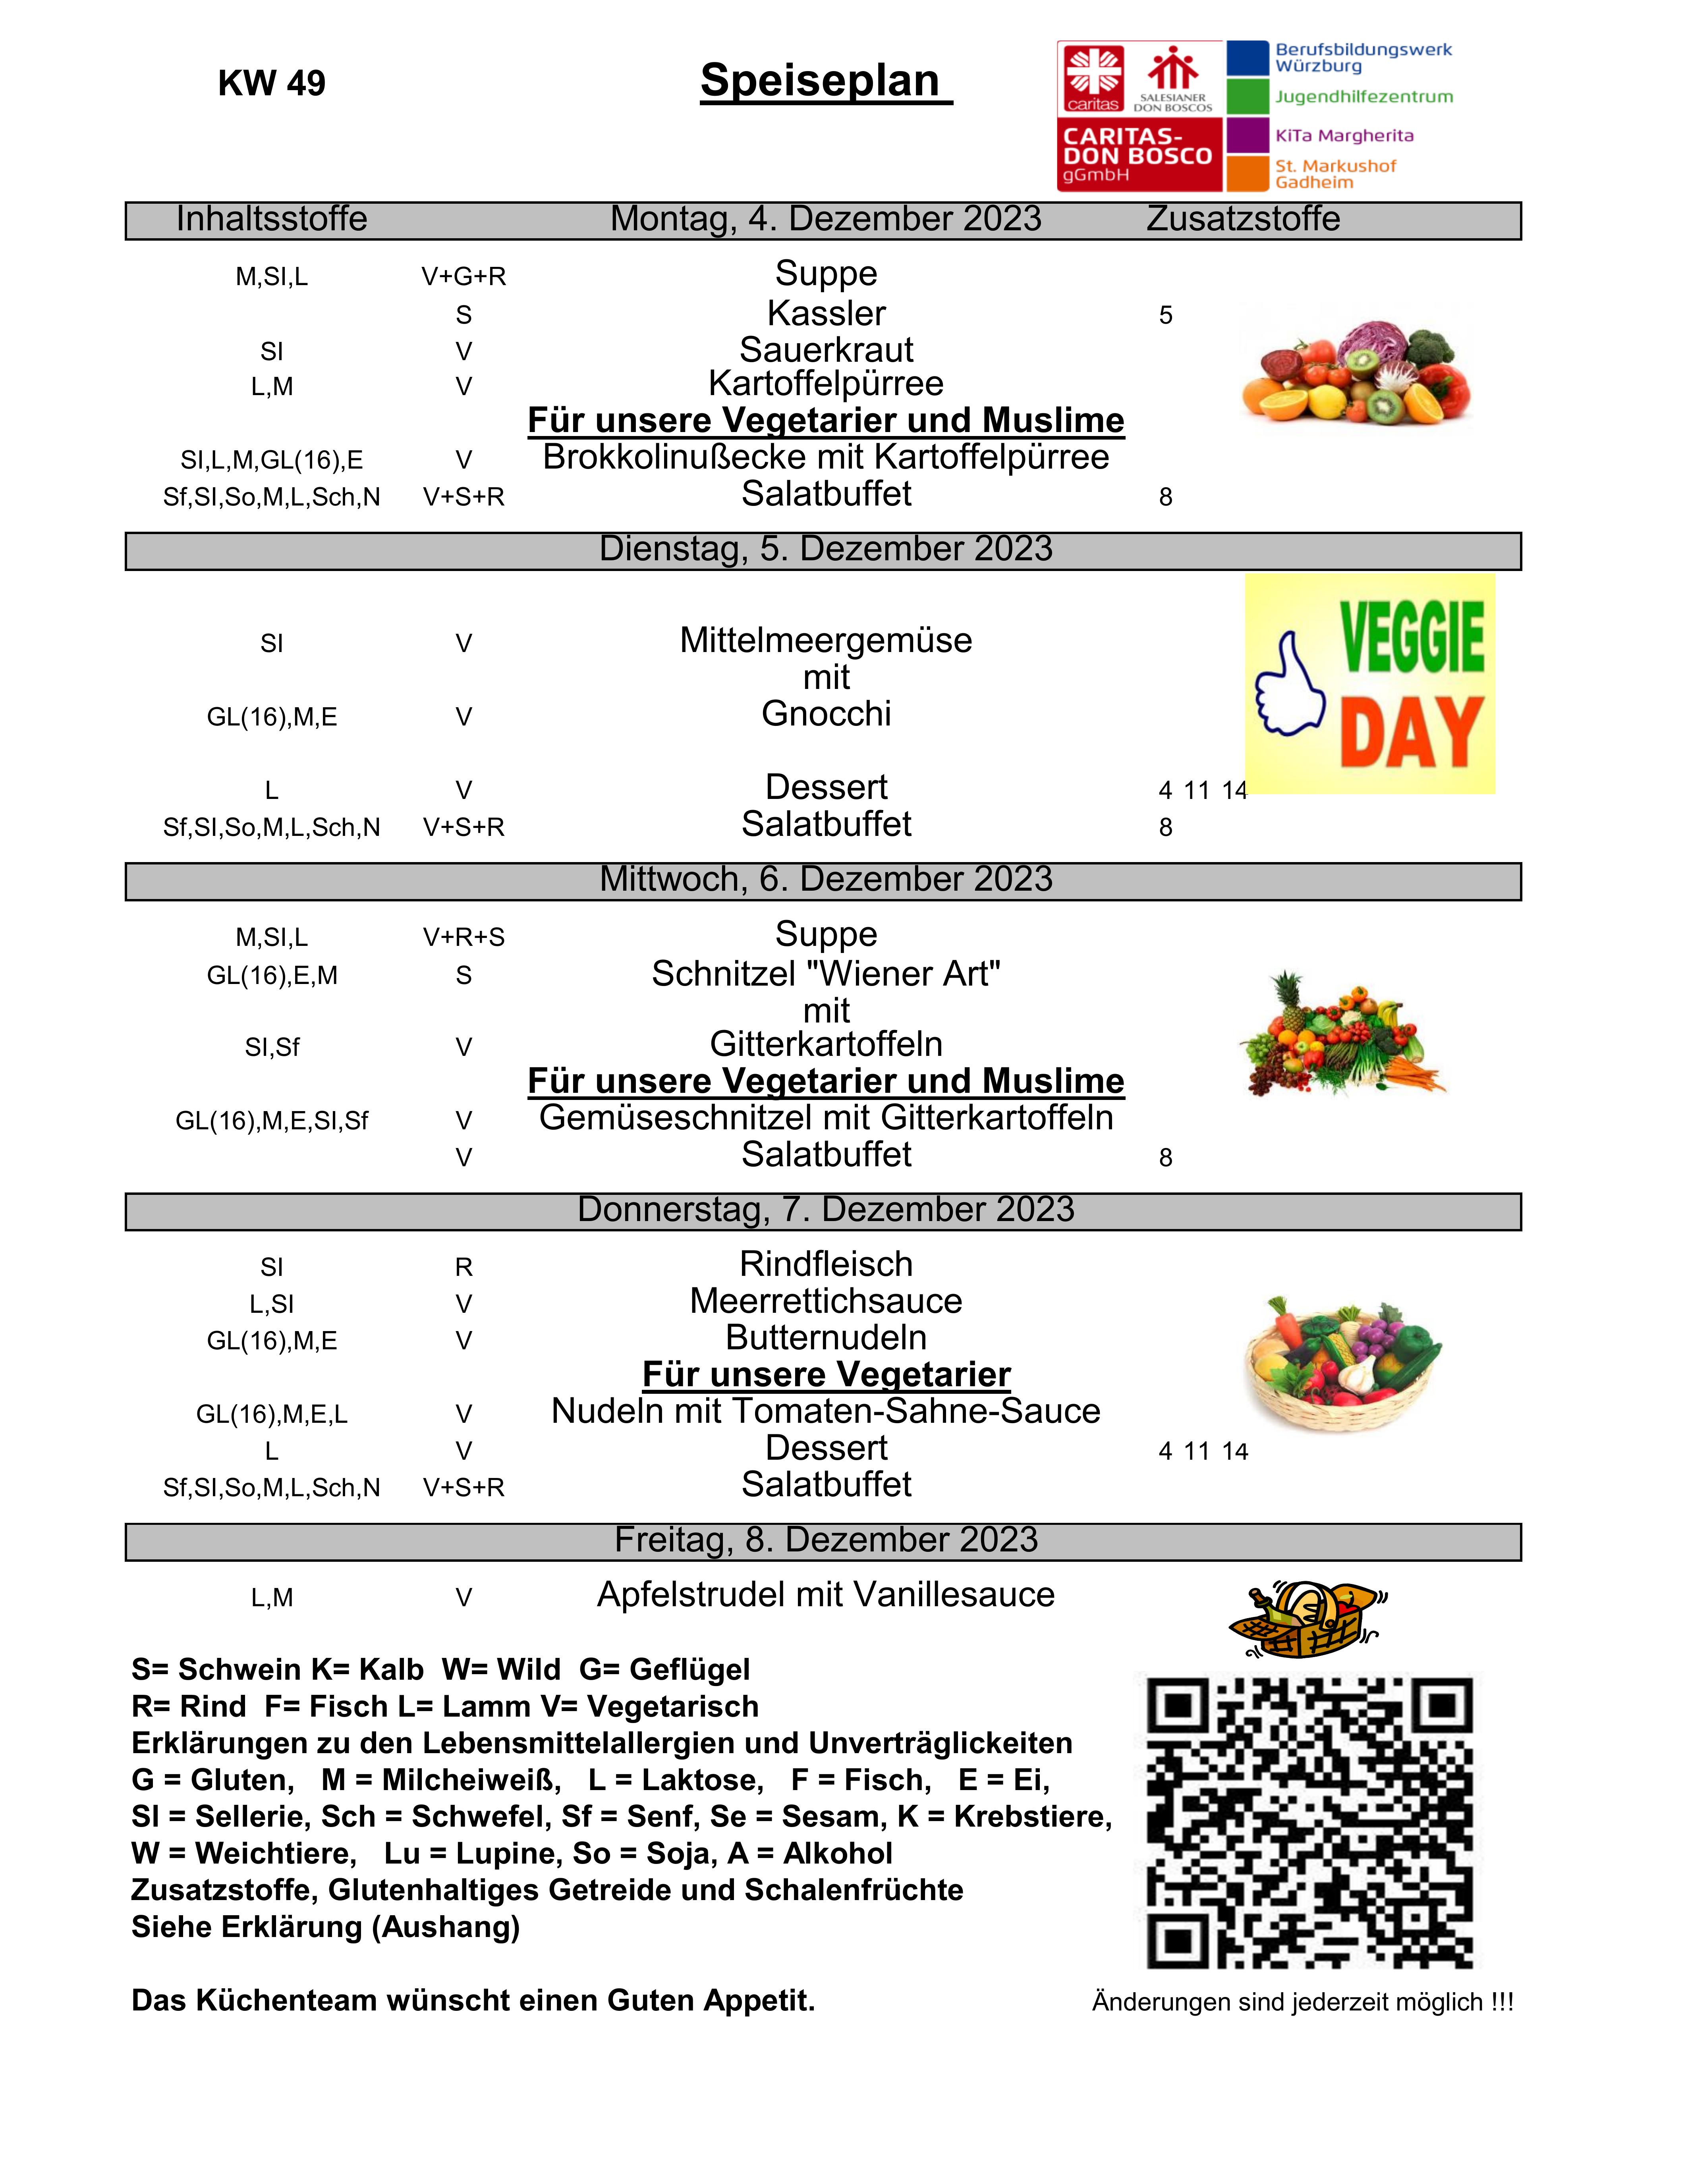 KW 49 Speiseplan
caritas
SALESIANER
DON BOSCOS
CARITAS-
DON BOSCO
gGmbH
Berufsbildungswerk
Würzburg
Jugendhilfezentrum
KiTa Margherita
St. Markushof
Gadheim
Inhaltsstoffe Montag, 4. Dezember 2023 Zusatzstoffe
M,Sl,L V+G+R Suppe
S Kassler 5
Sl V Sauerkraut
L,M V Kartoffelpürree
Für unsere Vegetarier und Muslime
Sl,L,M,GL(16),E V Brokkolinußecke mit Kartoffelpürree
Sf,Sl,So,M,L,Sch,N V+S+R Salatbuffet 8
Dienstag, 5. Dezember 2023
Sl V Mittelmeergemüse
mit
GL(16),M,E V Gnocchi
L V Dessert 4 11 14
Sf,Sl,So,M,L,Sch,N V+S+R Salatbuffet 8
VEGGIE
DAY
Mittwoch, 6. Dezember 2023
M,Sl,L V+R+S Suppe
GL(16),E,M S Schnitzel "Wiener Art"
mit
Sl,Sf V Gitterkartoffeln
Für unsere Vegetarier und Muslime
GL(16),M,E,Sl,Sf V Gemüseschnitzel mit Gitterkartoffeln
V Salatbuffet 8
Donnerstag, 7. Dezember 2023
Sl R Rindfleisch
L,Sl V Meerrettichsauce
GL(16),M,E V Butternudeln
Für unsere Vegetarier
GL(16),M,E,L V Nudeln mit Tomaten-Sahne-Sauce
L V Dessert 4 11 14
Sf,Sl,So,M,L,Sch,N V+S+R Salatbuffet
Freitag, 8. Dezember 2023
L,M V Apfelstrudel mit Vanillesauce
S= Schwein K= Kalb W= Wild G= Geflügel
R= Rind F= Fisch L= Lamm V= Vegetarisch
Erklärungen zu den Lebensmittelallergien und Unverträglickeiten
G = Gluten, M = Milcheiweiß, L = Laktose, F = Fisch, E = Ei,
Sl = Sellerie, Sch = Schwefel, Sf = Senf, Se = Sesam, K = Krebstiere,
W = Weichtiere, Lu = Lupine, So = Soja, A = Alkohol
Zusatzstoffe, Glutenhaltiges Getreide und Schalenfrüchte
Siehe Erklärung (Aushang)
Das Küchenteam wünscht einen Guten Appetit. Änderungen sind jederzeit möglich !!!